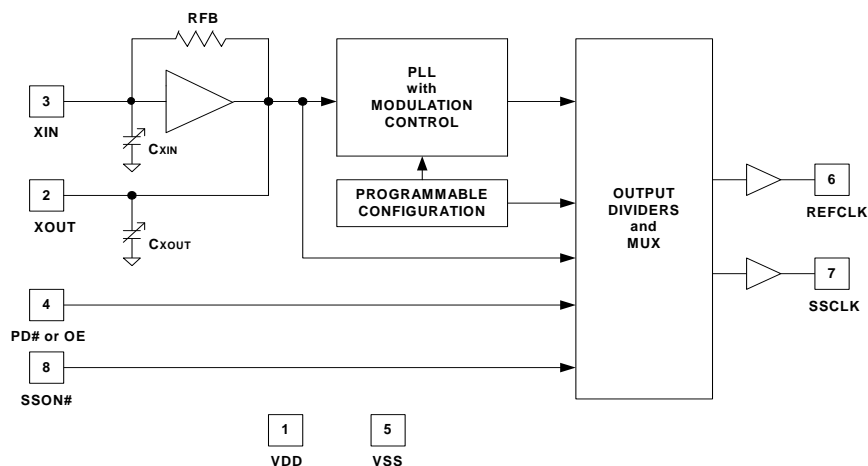 RFB
3
XIN
CXIN
2
XOUT
CXOUT
4
PD# or OE
8
SSON#
PLL
with
MODULATION
CONTROL
PROGRAMMABLE
CONFIGURATION
OUTPUT
DIVIDERS
and
MUX
6
REFCLK
7
SSCLK
1
VDD
5
VSS